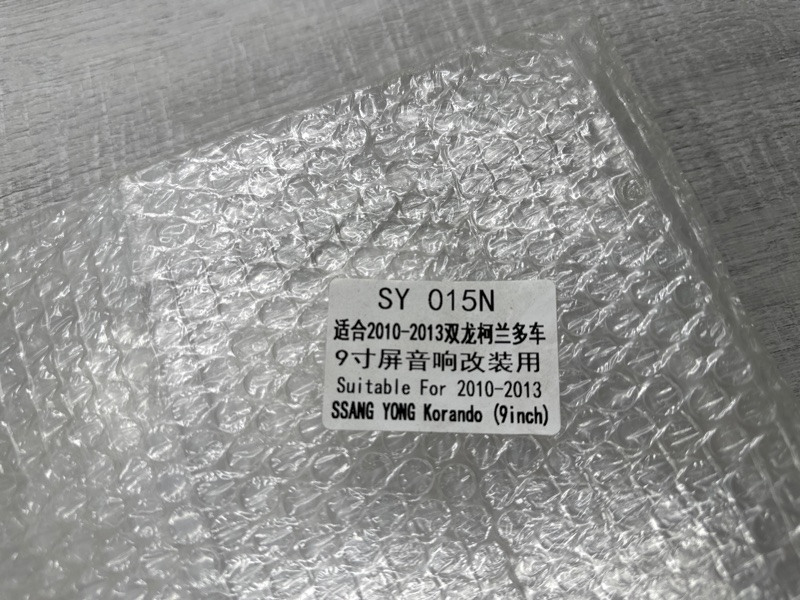 SY 015N
适合2010-2013双龙柯兰多车
9寸屏音响改装用
Suitable For 2010-2013
SSANG YONG Korando (9inch)